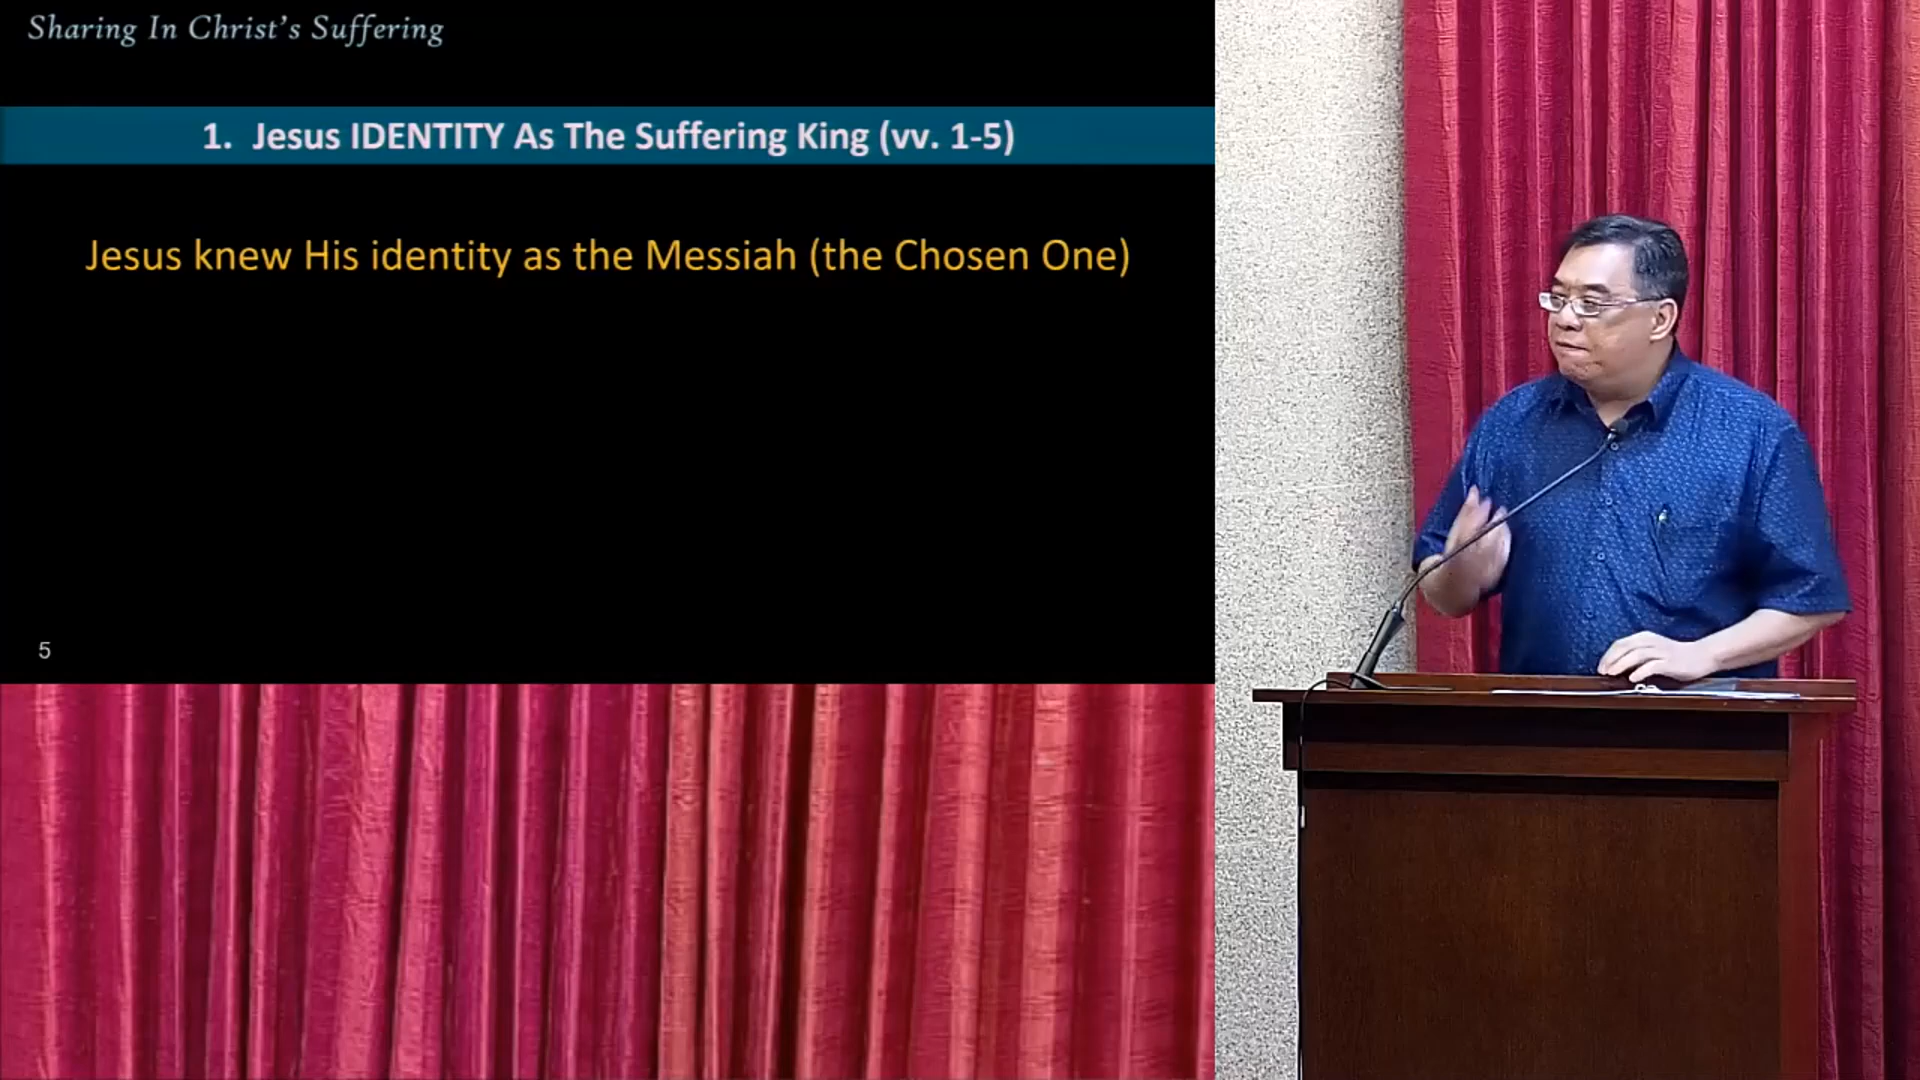 Sharing In Christ's Suffering
1. Jesus IDENTITY As The Suffering King (vv. 1-5)
Jesus knew His identity as the Messiah (the Chosen One)
5